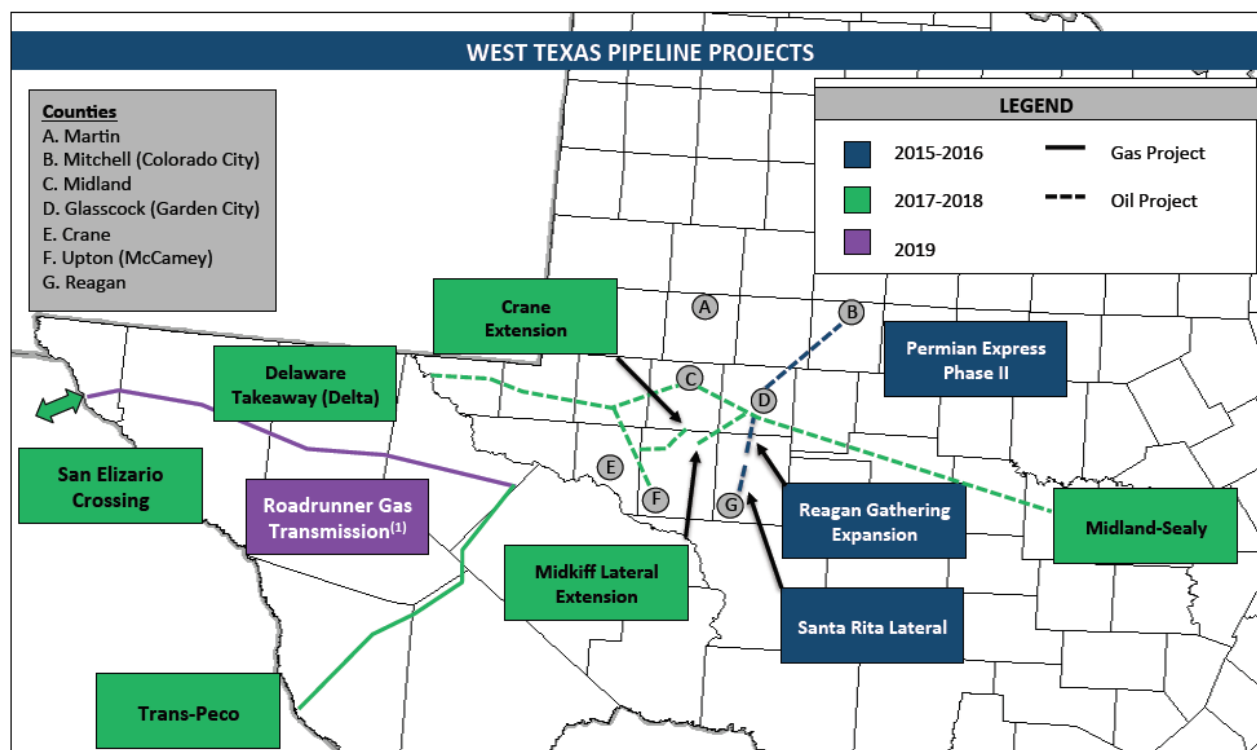 WEST TEXAS PIPELINE PROJECTS
Counties
A. Martin
B. Mitchell (Colorado City)
C. Midland
D. Glasscock (Garden City)
E. Crane
F. Upton (McCamey)
G. Reagan
LEGEND
2015-2016
Gas Project
2017-2018
Oil Project
2019
Crane
Extension
A
B
Permian Express
Phase II
Delaware
Takeaway (Delta)
C
D
San Elizario
Crossing
Roadrunner Gas
Transmission(1)
E
F
G
Reagan Gathering
Expansion
Midland-Sealy
Midkiff Lateral
Extension
Santa Rita Lateral
Trans-Peco